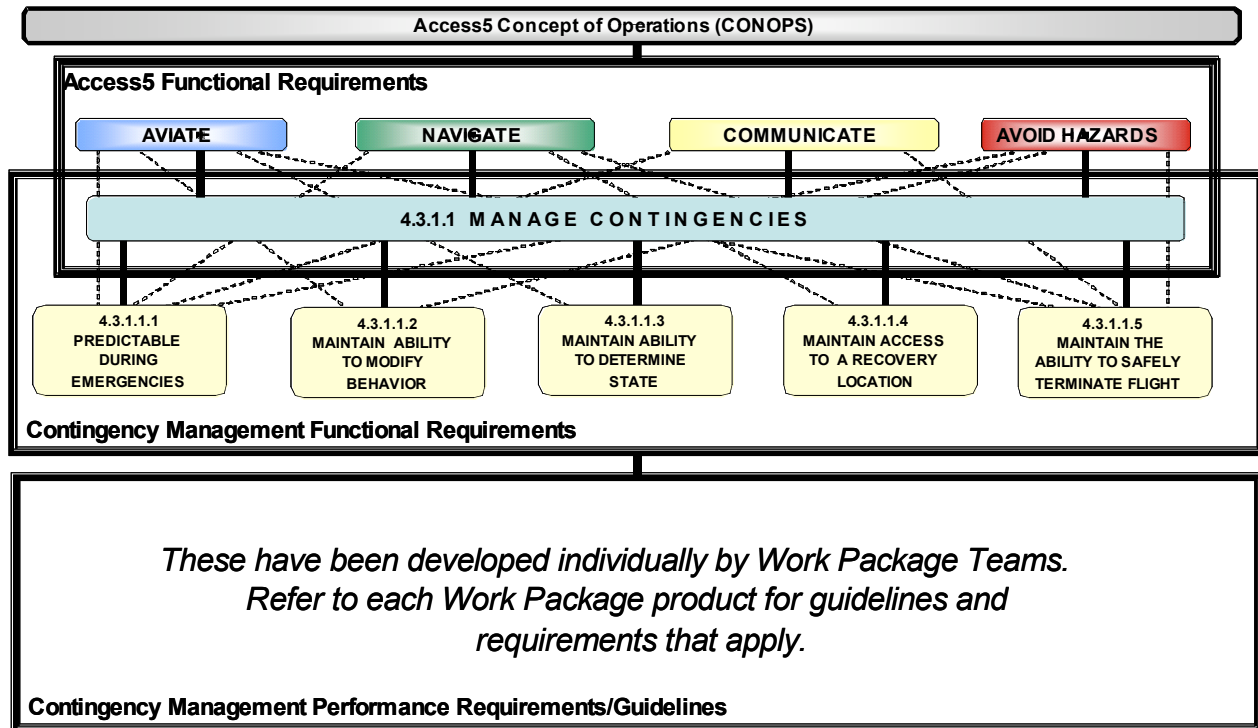 Access5 Concept of Operations (CONOPS)
Access5 Functional Requirements
AVIATE
NAVIGATE
COMMUNICATE
AVOID HAZARDS
4.3.1.1 MANAGE CONTINGENCIES
4.3.1.1.1
PREDICTABLE
DURING
EMERGENCIES
4.3.1.1.2
MAINTAIN ABILITY
TO MODIFY
BEHAVIOR
4.3.1.1.3
MAINTAIN ABILITY
TO DETERMINE
STATE
4.3.1.1.4
MAINTAIN ACCESS
TO A RECOVERY
LOCATION
4.3.1.1.5
MAINTAIN THE
ABILITY TO SAFELY
TERMINATE FLIGHT
Contingency Management Functional Requirements
These have been developed individually by Work Package Teams.
Refer to each Work Package product for guidelines and
requirements that apply.
Contingency Management Performance Requirements/Guidelines